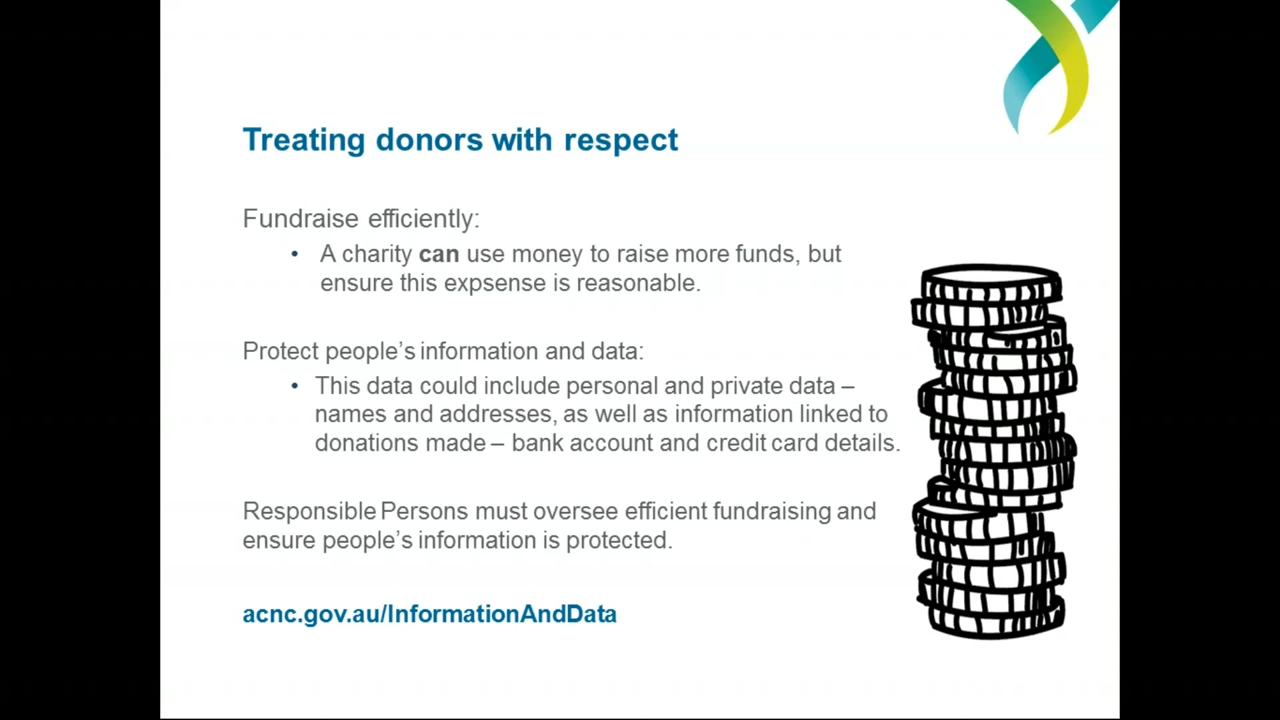 Treating donors with respect
Fundraise efficiently:
• A charity can use money to raise more funds, but
ensure this expsense is reasonable.
Protect people’s information and data:
• This data could include personal and private data –
names and addresses, as well as information linked to
donations made – bank account and credit card details.
Responsible Persons must oversee efficient fundraising and
ensure people’s information is protected.
acnc.gov.au/InformationAndData